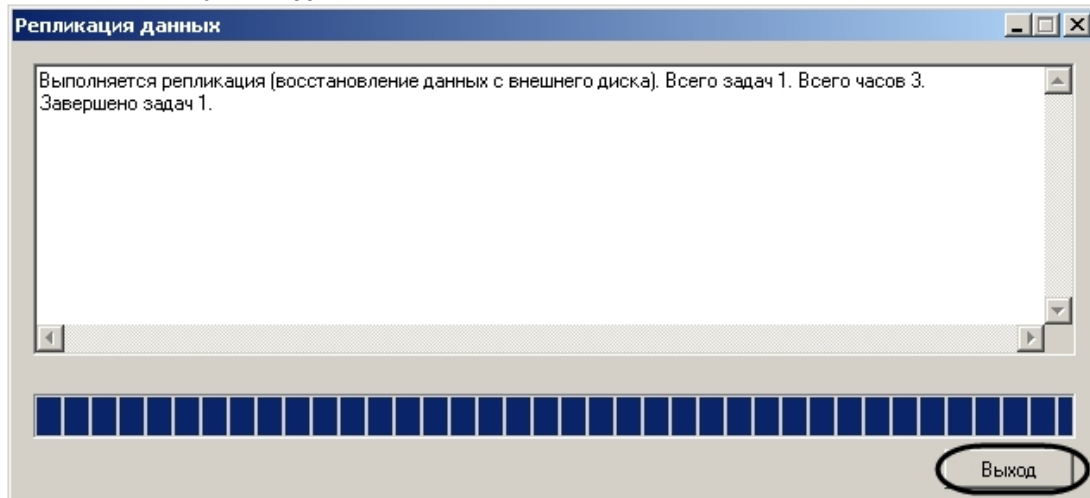 Репликация данных
Выполняется репликация (восстановление данных с внешнего диска). Всего задач 1. Всего часов 3.
Завершено задач 1.
Выход